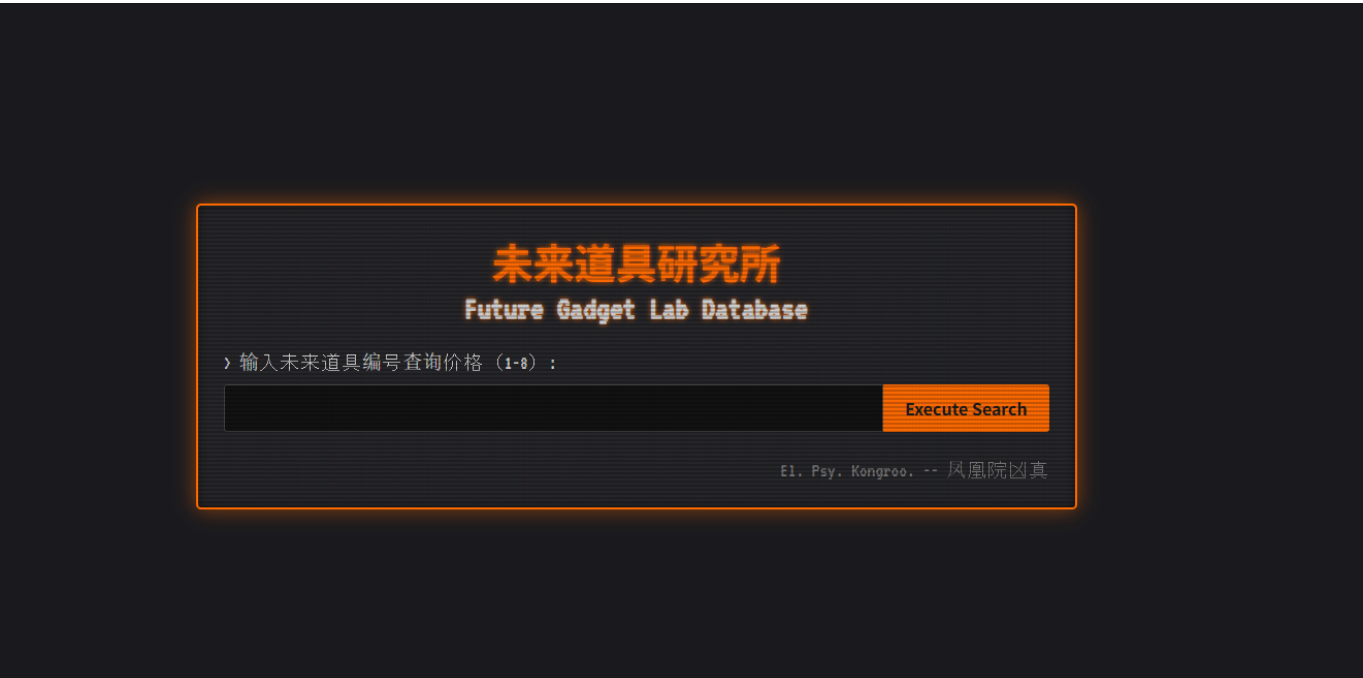 未来道具研究所
Future Gadget Lab Database
› 输入未来道具编号查询价格（1-8）:
Execute Search
El. Psy. Kongroo. -- 凤凰院凶真